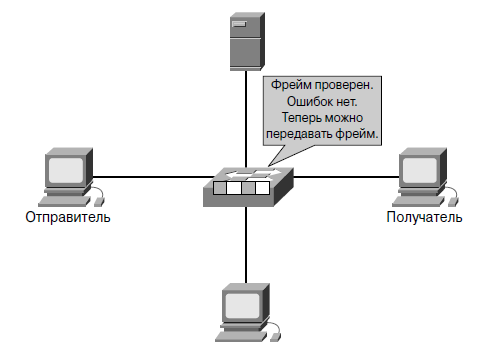 Фрейм проверен.
Ошибок нет.
Теперь можно
передавать фрейм.
Отправитель
Получатель